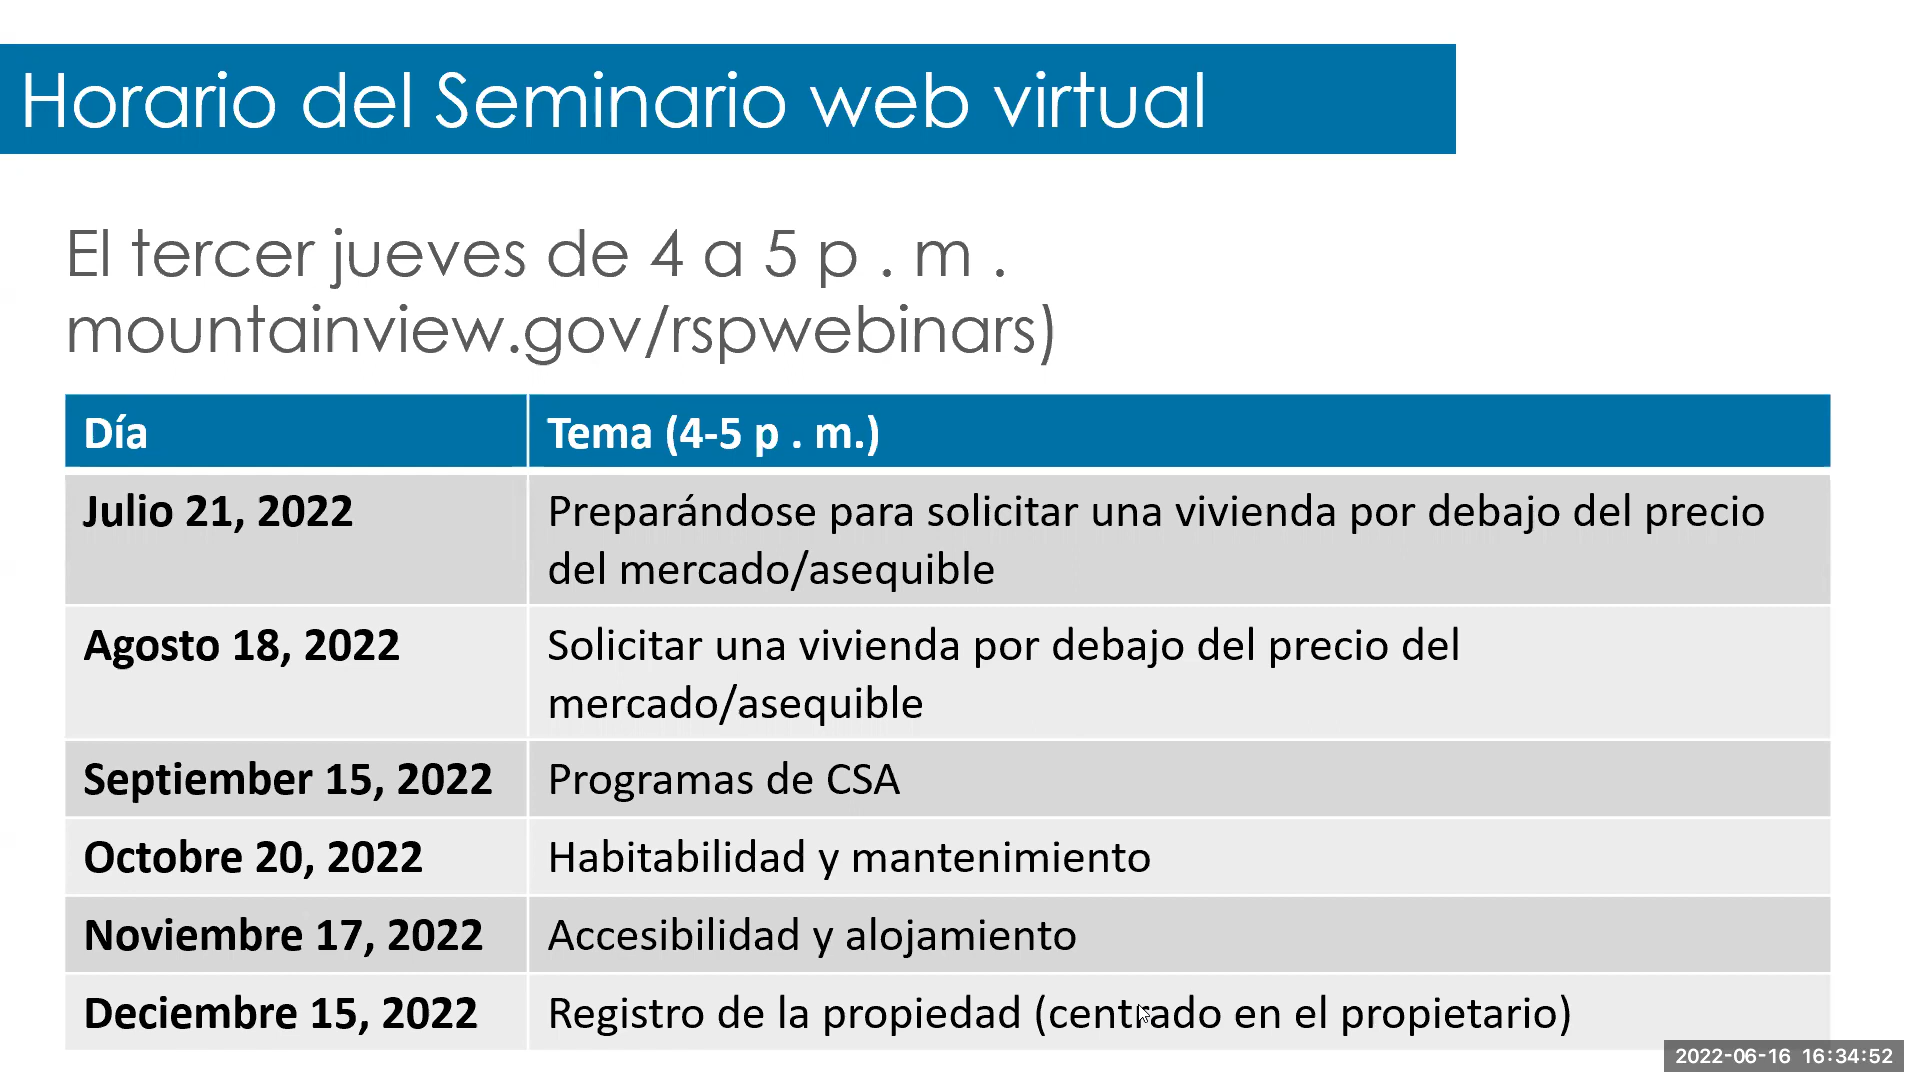 Horario del Seminario web virtual
El tercer jueves de 4 a 5 p . m .
mountainview.gov/rspwebinars)
Día
Tema (4-5 p . m.)
Julio 21, 2022
Preparándose para solicitar una vivienda por debajo del precio
del mercado/asequible
Agosto 18, 2022
Solicitar una vivienda por debajo del precio del
mercado/asequible
Septiember 15, 2022
Programas de CSA
Octobre 20, 2022
Habitabilidad y mantenimiento
Noviembre 17, 2022
Accesibilidad y alojamiento
Deciembre 15, 2022
Registro de la propiedad (centrado en el propietario)
2022-06-16 16:34:52